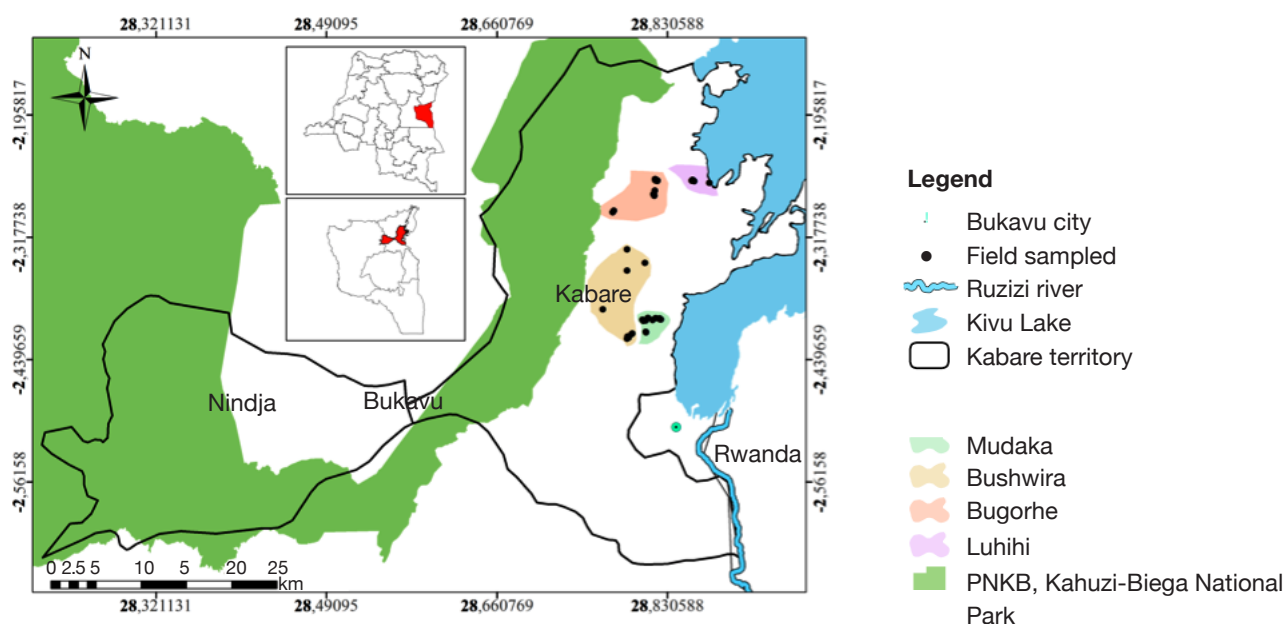 28,321131 28,49095 28,660769 28,830588
N
-2,195817 -2,195817
-2,317738 -2,317738
Kabare
-2,439659 -2,439659
Nindja Bukavu
Rwanda
-2,56158 -2,56158
0 2.5 5 10 5 20 25
km
28,321131 28,49095 28,660769 28,830588
Legend
Bukavu city
Field sampled
Ruzizi river
Kivu Lake
Kabare territory
Mudaka
Bushwira
Bugorhe
Luhihi
PNKB, Kahuzi-Biega National
Park